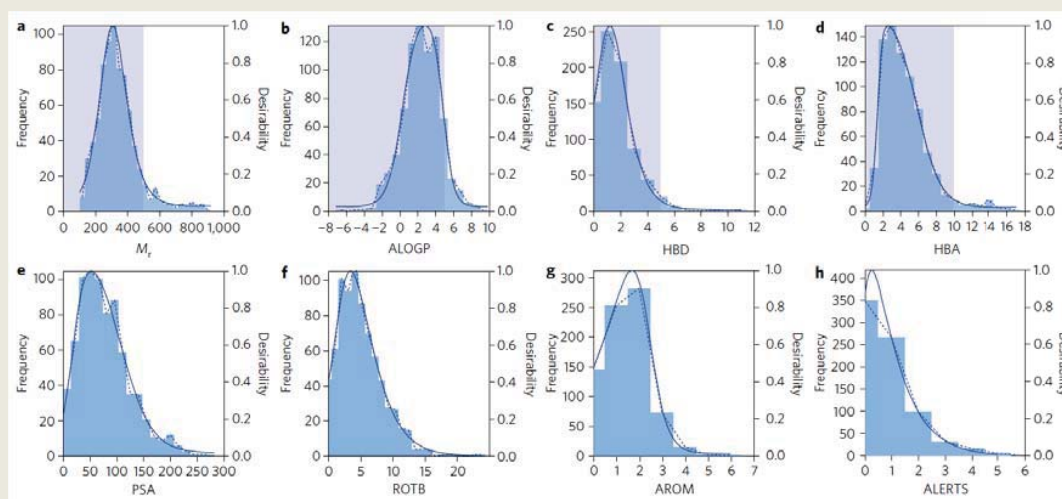 a
100
80
60
40
20
0
Frequency
1.0
0.8
0.6
0.4
0.2
0.0
Desirability
0 200 400 600 800 1,000
Mr
b
120
100
80
60
40
20
0
Frequency
1.0
0.8
0.6
0.4
0.2
0.0
Desirability
−8 −6 −4 −2 0 2 4 6 8 10
ALOGP
c
250
200
150
100
50
0
Frequency
1.0
0.8
0.6
0.4
0.2
0.0
Desirability
0 2 4 6 8 10 12
HBD
d
140
120
100
80
60
40
20
0
Frequency
1.0
0.8
0.6
0.4
0.2
0.0
Desirability
0 2 4 6 8 10 12 14 16 18
HBA
e
100
80
60
40
20
0
Frequency
1.0
0.8
0.6
0.4
0.2
0.0
Desirability
0 50 100 150 200 250 300
PSA
f
100
80
60
40
20
0
Frequency
1.0
0.8
0.6
0.4
0.2
0.0
Desirability
0 5 10 15 20
ROTB
g
300
250
200
150
100
50
0
Frequency
1.0
0.8
0.6
0.4
0.2
0.0
Desirability
0 1 2 3 4 5 6 7
AROM
h
400
350
300
250
200
150
100
50
0
Frequency
1.0
0.8
0.6
0.4
0.2
0.0
0 1 2 3 4 5 6
ALERTS